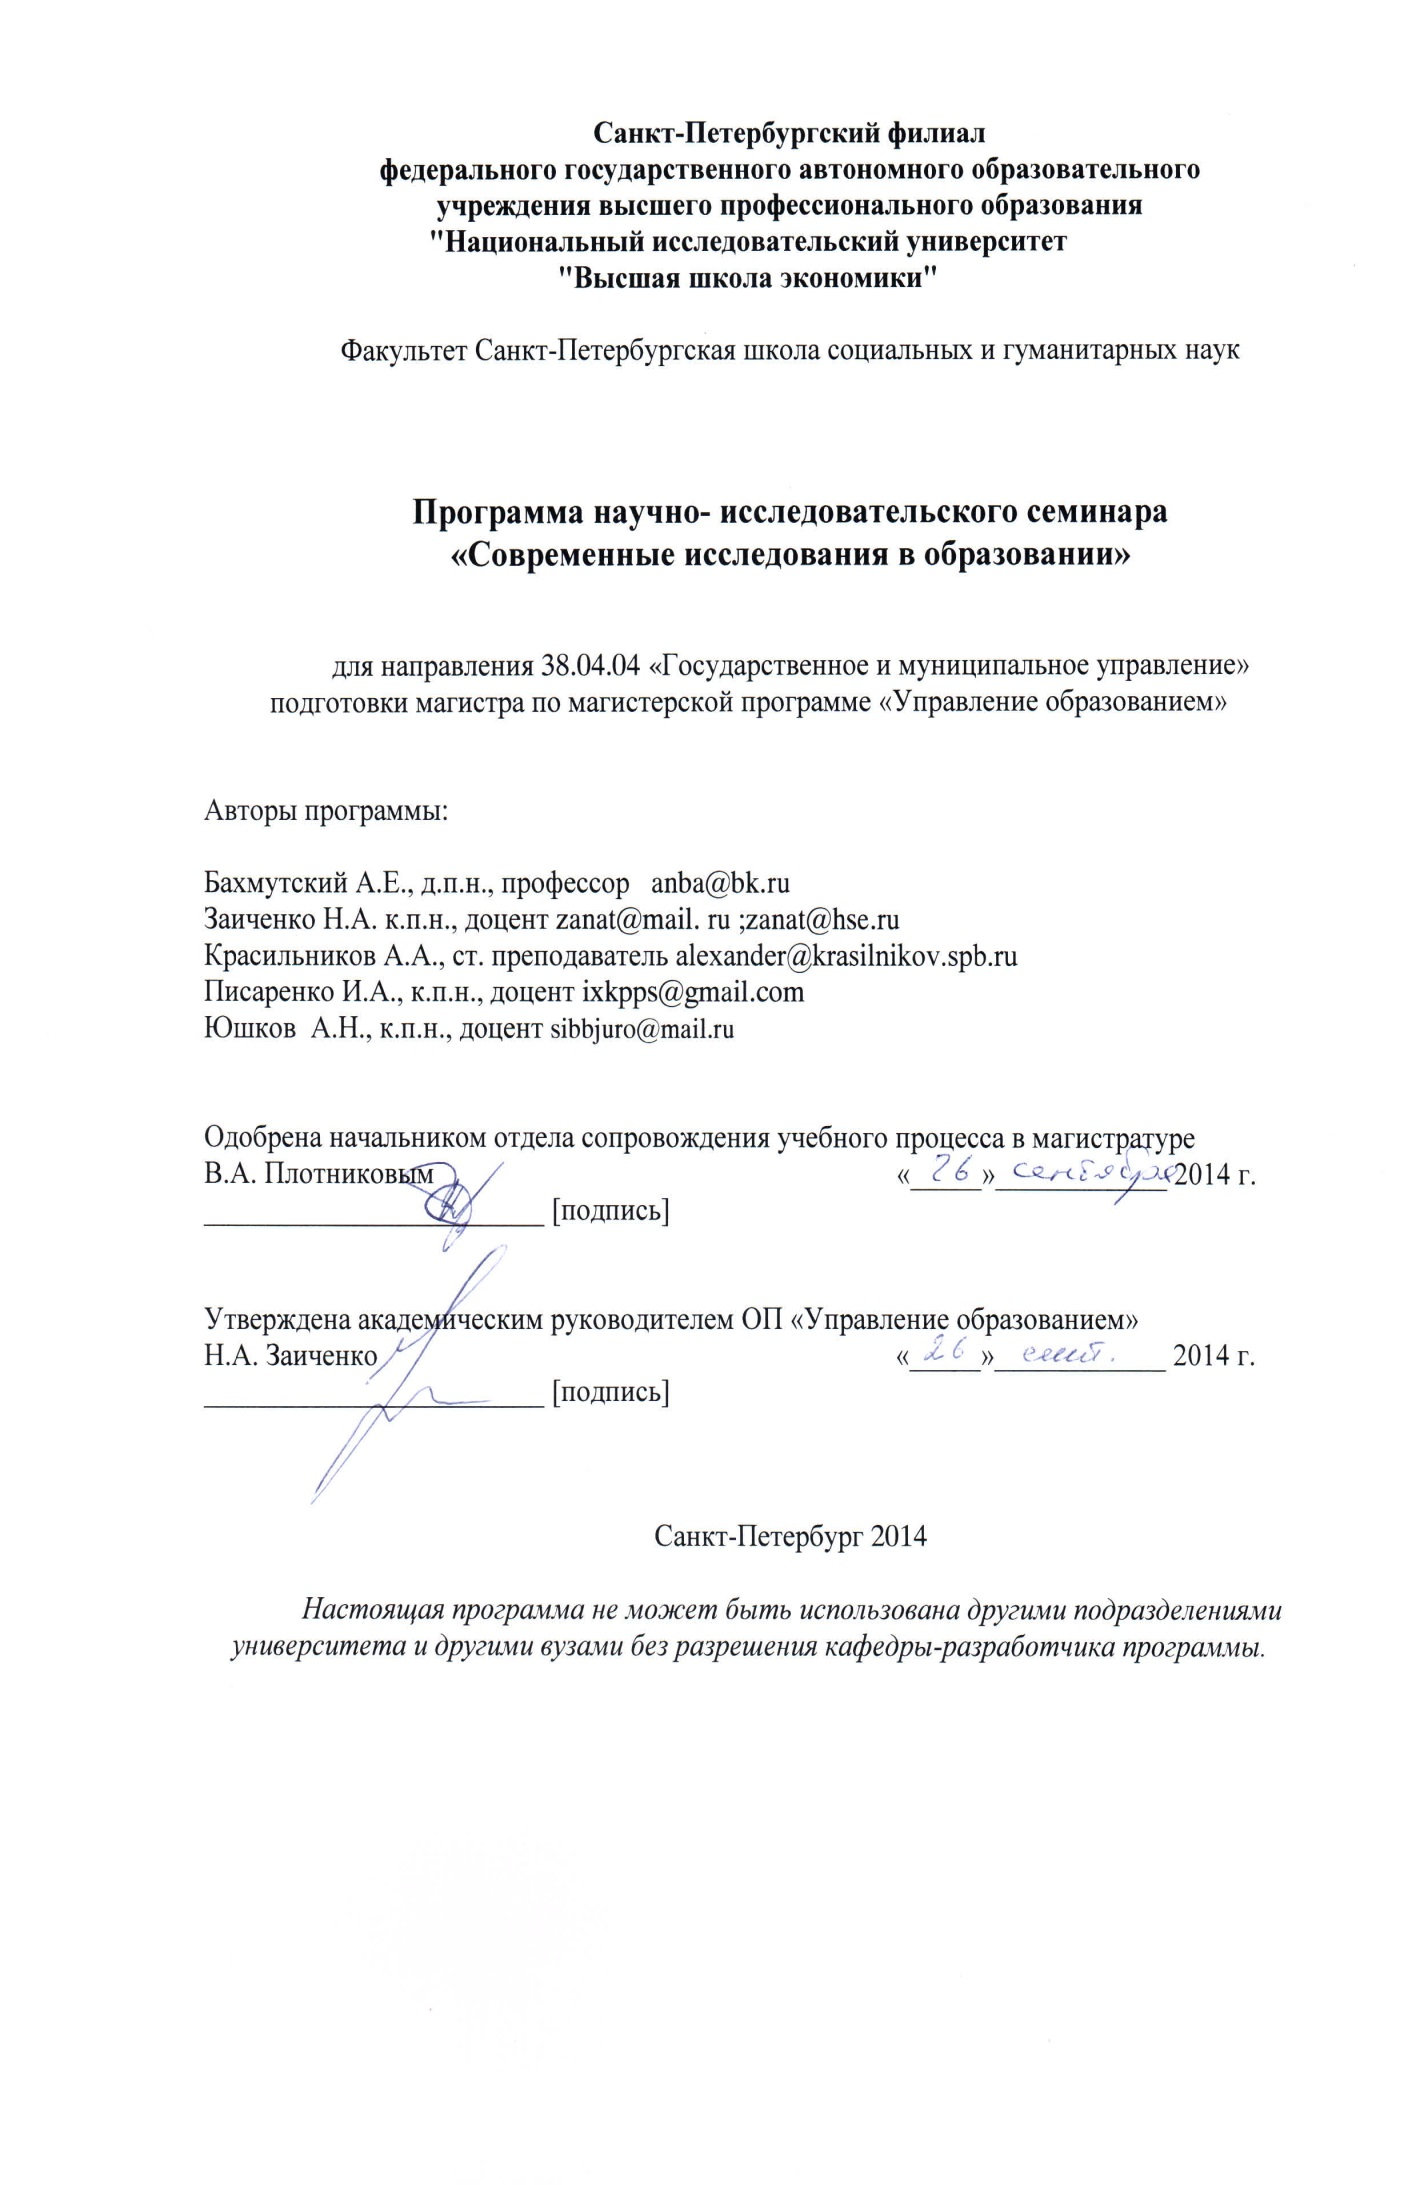 Санкт-Петербургский филиал
федерального государственного автономного образовательного
учреждения высшего профессионального образования
"Национальный исследовательский университет
"Высшая школа экономики"
Факультет Санкт-Петербургская школа социальных и гуманитарных наук
Программа научно- исследовательского семинара
«Современные исследования в образовании»
для направления 38.04.04 «Государственное и муниципальное управление»
подготовки магистра по магистерской программе «Управление образованием»
Авторы программы:
Бахмутский А.Е., д.п.н., профессор   anba@bk.ru
Заиченко Н.А. к.п.н., доцент zanat@mail. ru ;zanat@hse.ru
Красильников А.А., ст. преподаватель alexander@krasilnikov.spb.ru
Писаренко И.А., к.п.н., доцент ixkpps@gmail.com
Юшков  А.Н., к.п.н., доцент sibbjuro@mail.ru
Одобрена начальником отдела сопровождения учебного процесса в магистратуре
В.А. Плотниковым «26» сентября 2014 г.
_______________________ [подпись]
Утверждена академическим руководителем ОП «Управление образованием»
Н.А. Заиченко «26» сент. 2014 г.
_______________________ [подпись]
Санкт-Петербург 2014
Настоящая программа не может быть использована другими подразделениями
университета и другими вузами без разрешения кафедры-разработчика программы.